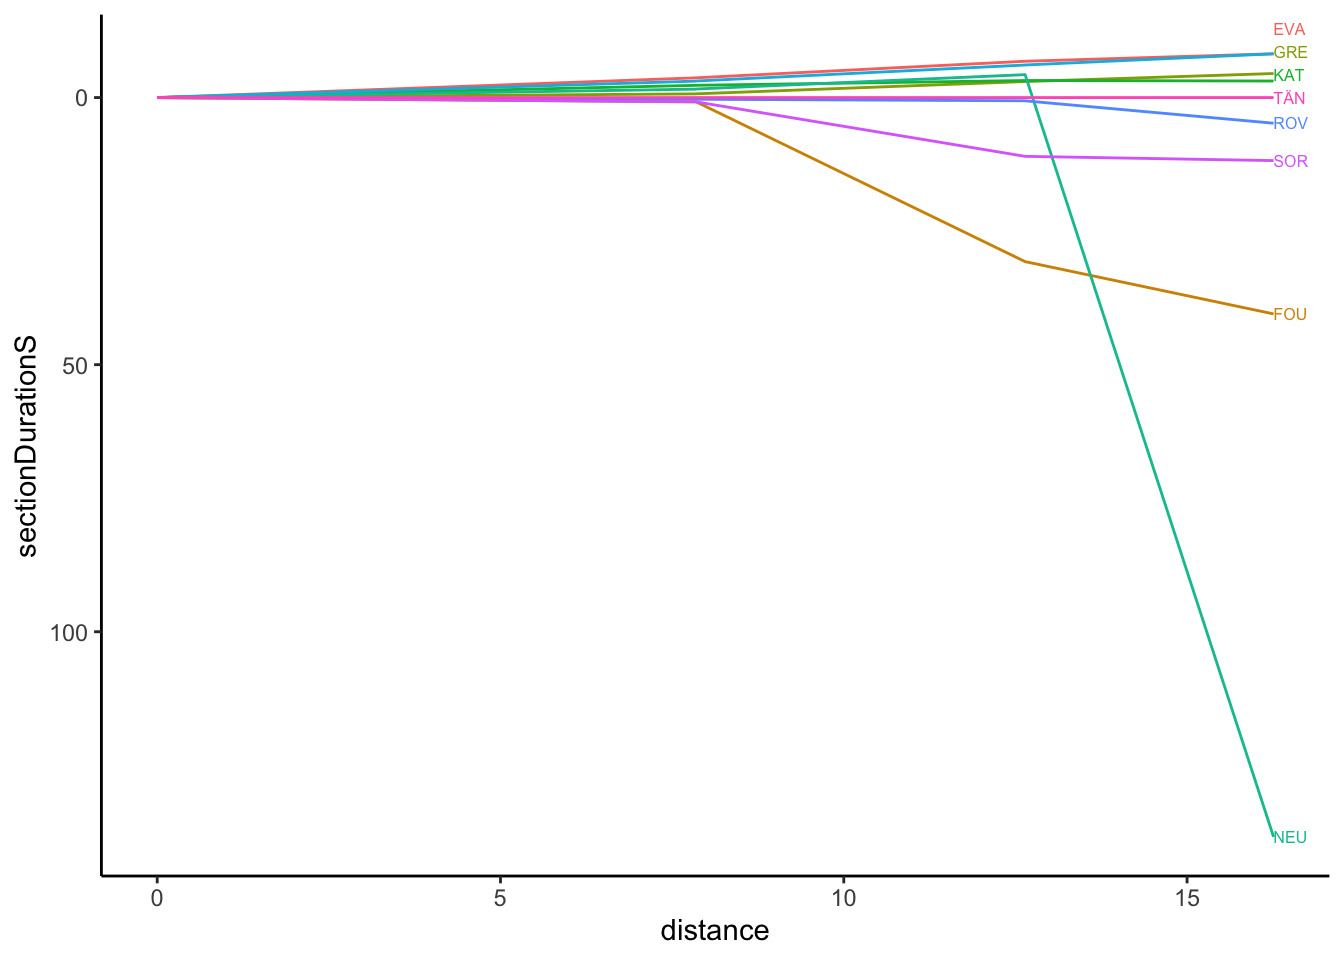 EVA
GRE
KAT
TÄN
ROV
SOR
FOU
NEU
0
50
100
sectionDurationS
0
5
10
15
distance